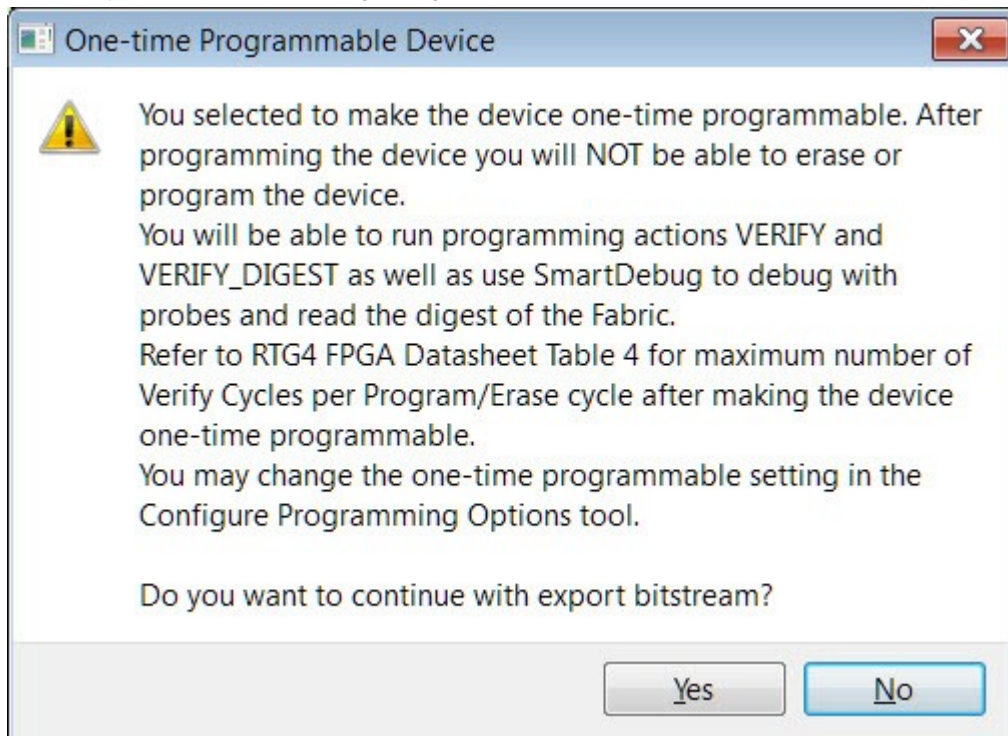 One-time Programmable Device
You selected to make the device one-time programmable. After
programming the device you will NOT be able to erase or
program the device.
You will be able to run programming actions VERIFY and
VERIFY_DIGEST as well as use SmartDebug to debug with
probes and read the digest of the Fabric.
Refer to RTG4 FPGA Datasheet Table 4 for maximum number of
Verify Cycles per Program/Erase cycle after making the device
one-time programmable.
You may change the one-time programmable setting in the
Configure Programming Options tool.
Do you want to continue with export bitstream?
Yes No